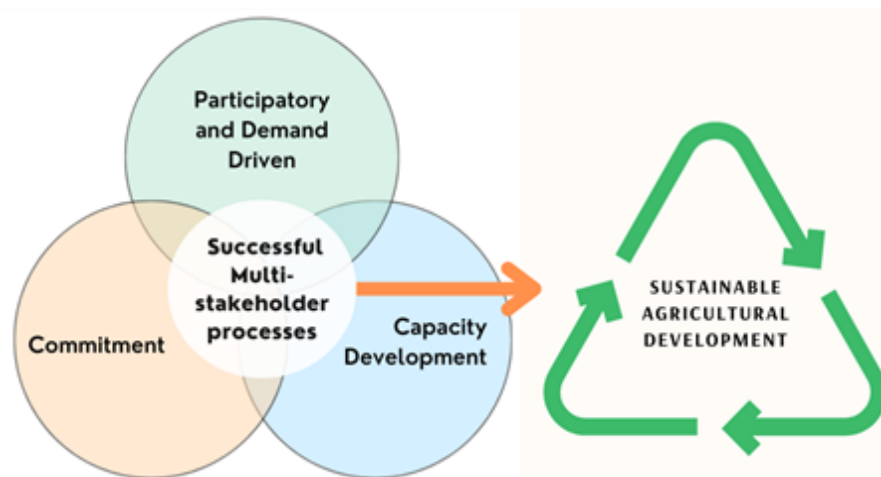 Participatory
and Demand
Driven
Successful
Multi-
stakeholder
processes
Commitment
Capacity
Development
SUSTAINABLE
AGRICULTURAL
DEVELOPMENT